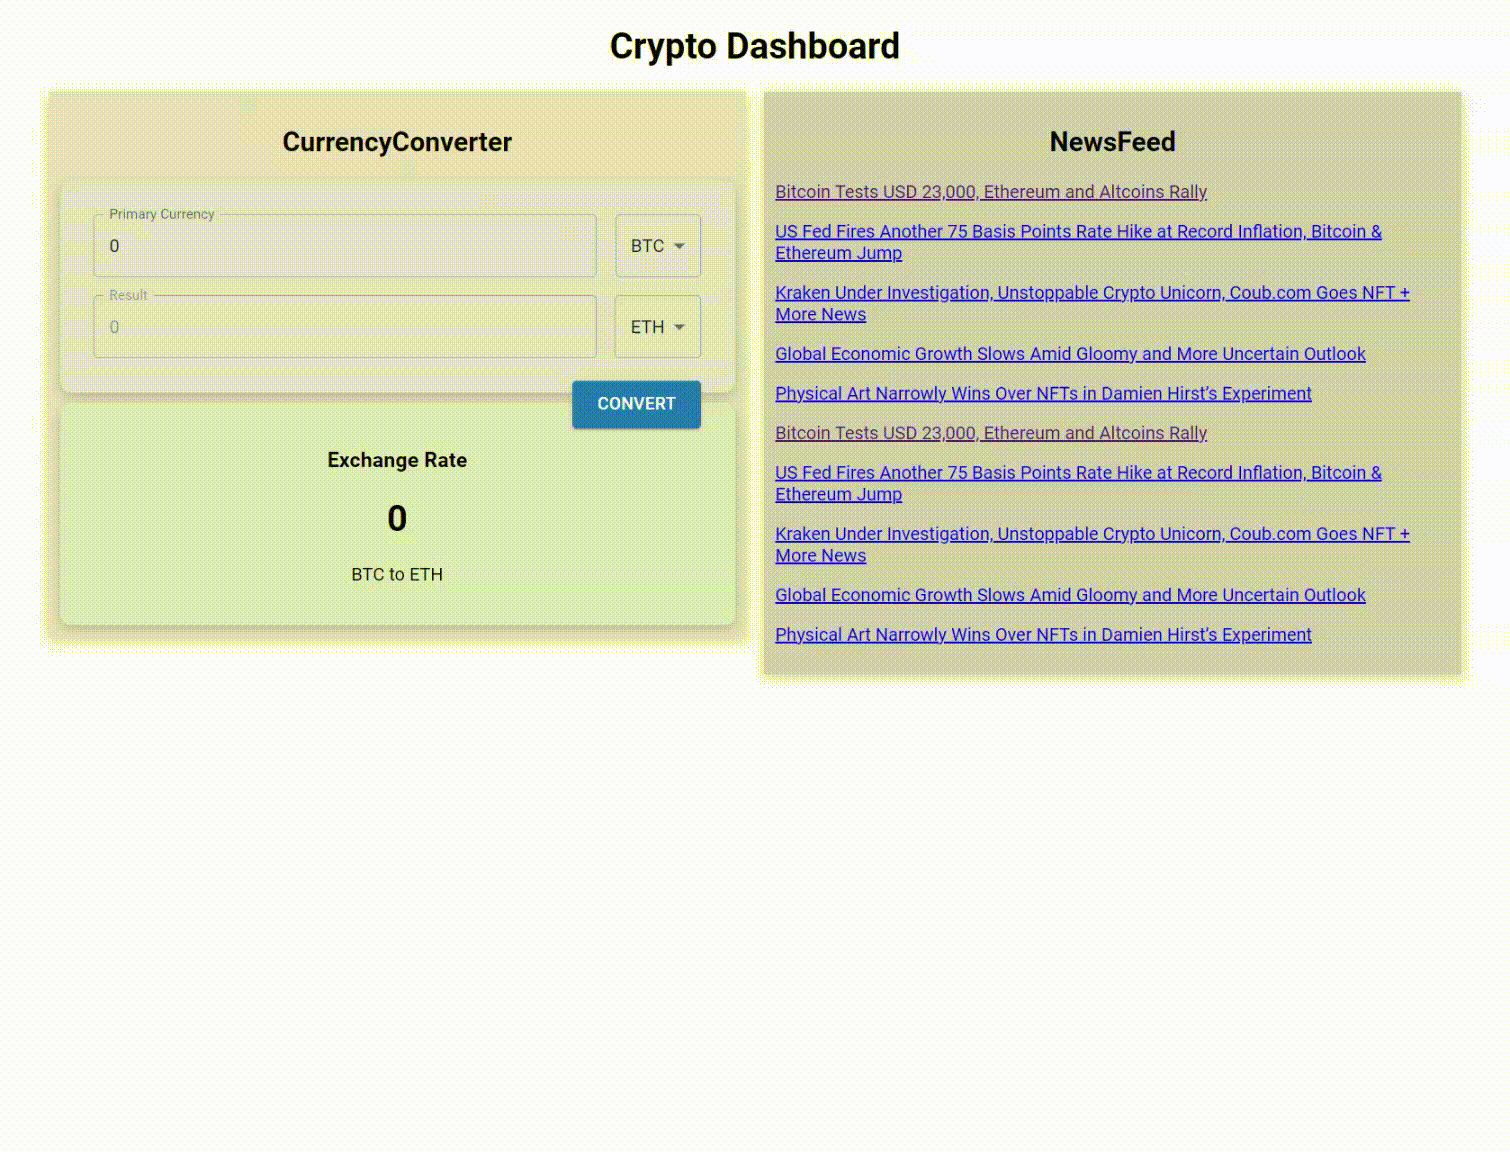 Crypto Dashboard
CurrencyConverter
Primary Currency
0
BTC
Result
0
ETH
CONVERT
Exchange Rate
0
BTC to ETH
NewsFeed
Bitcoin Tests USD 23,000, Ethereum and Altcoins Rally
US Fed Fires Another 75 Basis Points Rate Hike at Record Inflation, Bitcoin &
Ethereum Jump
Kraken Under Investigation, Unstoppable Crypto Unicorn, Coub.com Goes NFT +
More News
Global Economic Growth Slows Amid Gloomy and More Uncertain Outlook
Physical Art Narrowly Wins Over NFTs in Damien Hirst's Experiment
Bitcoin Tests USD 23,000, Ethereum and Altcoins Rally
US Fed Fires Another 75 Basis Points Rate Hike at Record Inflation, Bitcoin &
Ethereum Jump
Kraken Under Investigation, Unstoppable Crypto Unicorn, Coub.com Goes NFT +
More News
Global Economic Growth Slows Amid Gloomy and More Uncertain Outlook
Physical Art Narrowly Wins Over NFTs in Damien Hirst's Experiment